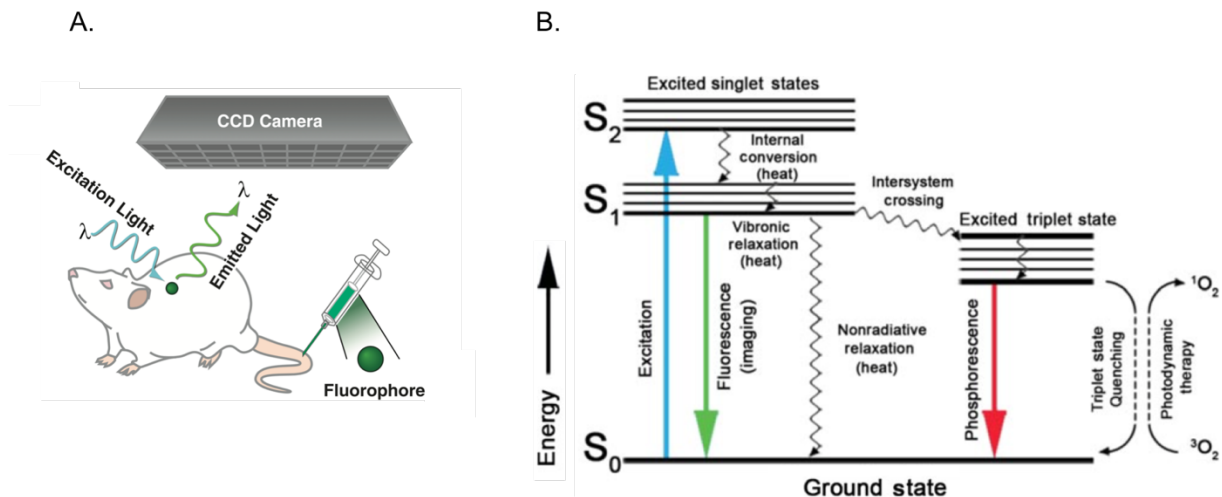 A.
B.
CCD Camera
Excitation Light
λ
λ
Emitted Light
Fluorophore
Energy
Excited singlet states
S2
Internal
conversion
(heat)
Intersystem
crossing
S1
Excited triplet state
Vibronic
relaxation
(heat)
Excitation
Fluorescence
(imaging)
Nonradiative
relaxation
(heat)
Phosphorescence
Triplet state
Quenching
Photodynamic
therapy
¹O₂
³O₂
S0
Ground state